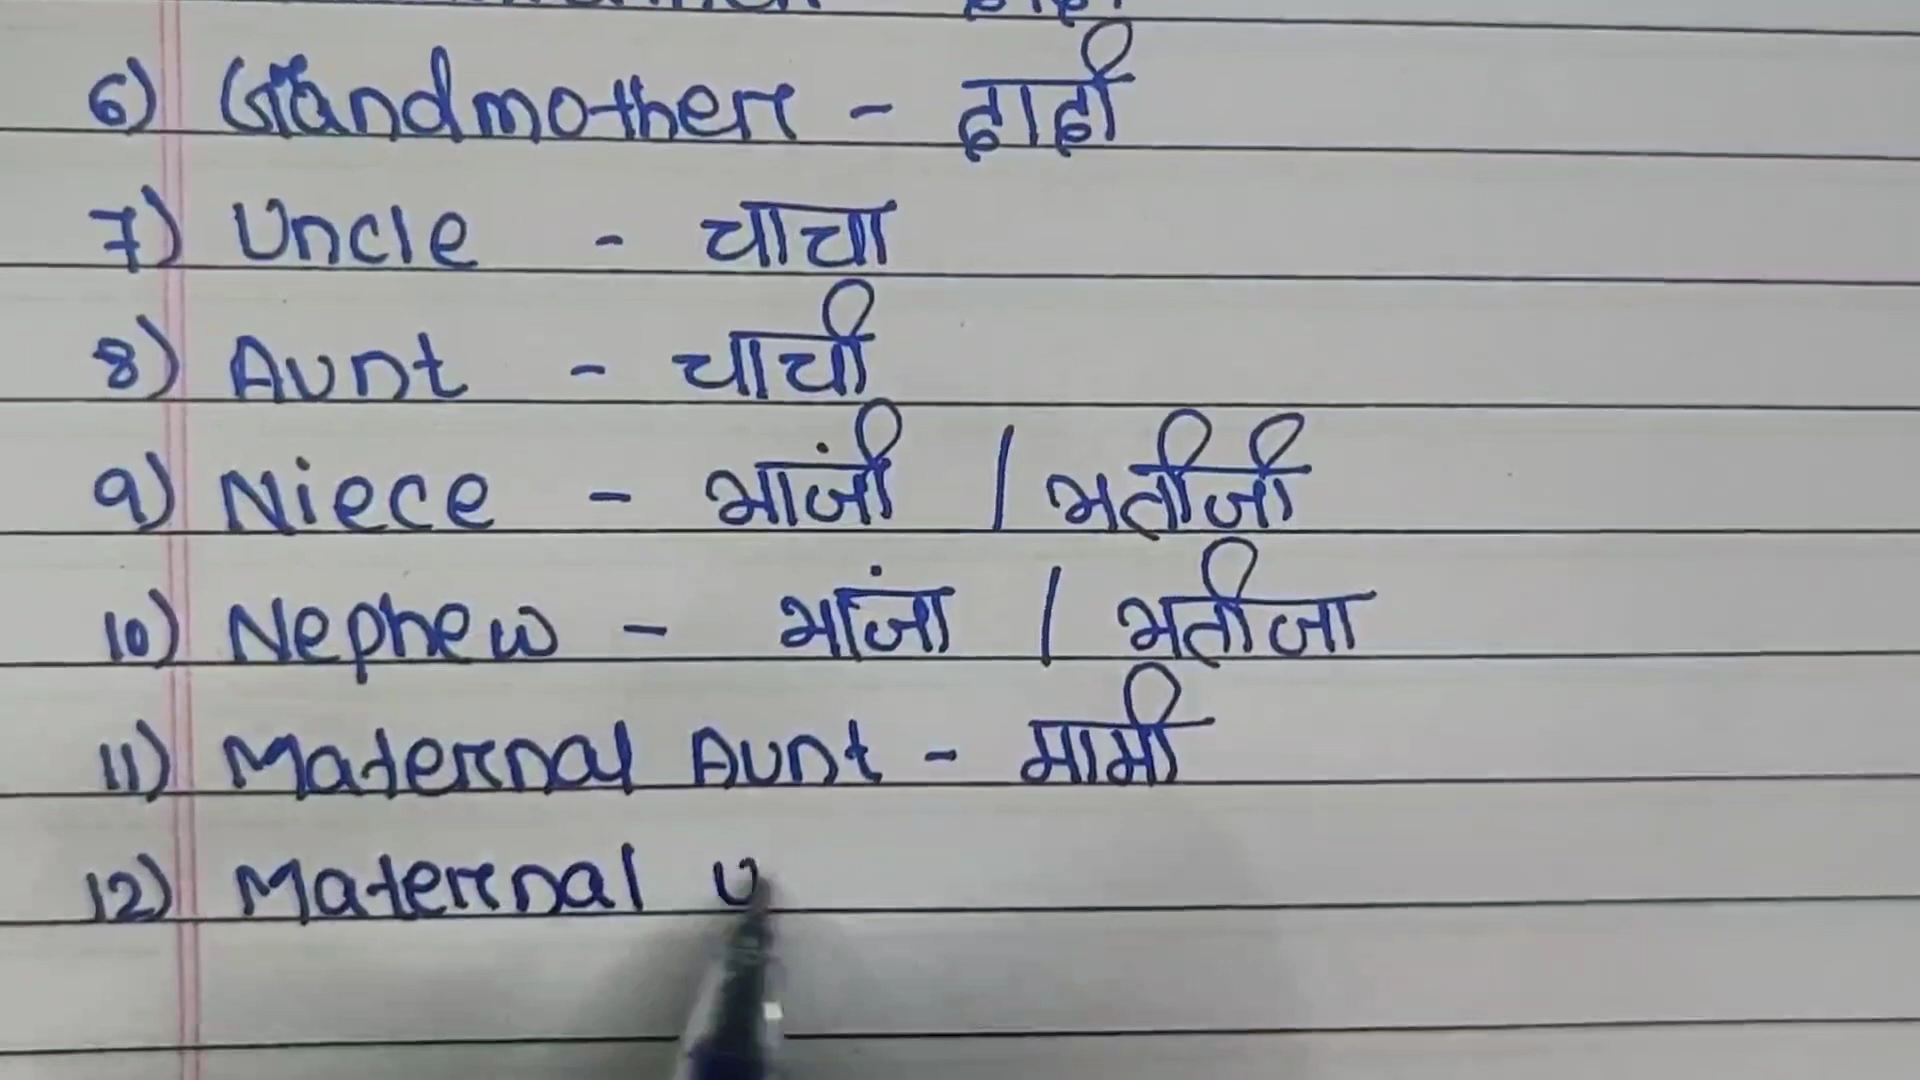 6) Grandmother - दादी
7) Uncle - चाचा
8) Aunt - चाची
9) Niece - भांजी / भतीजी
10) Nephew - भांजा / भतीजा
11) Maternal Aunt - मामी
12) Maternal U